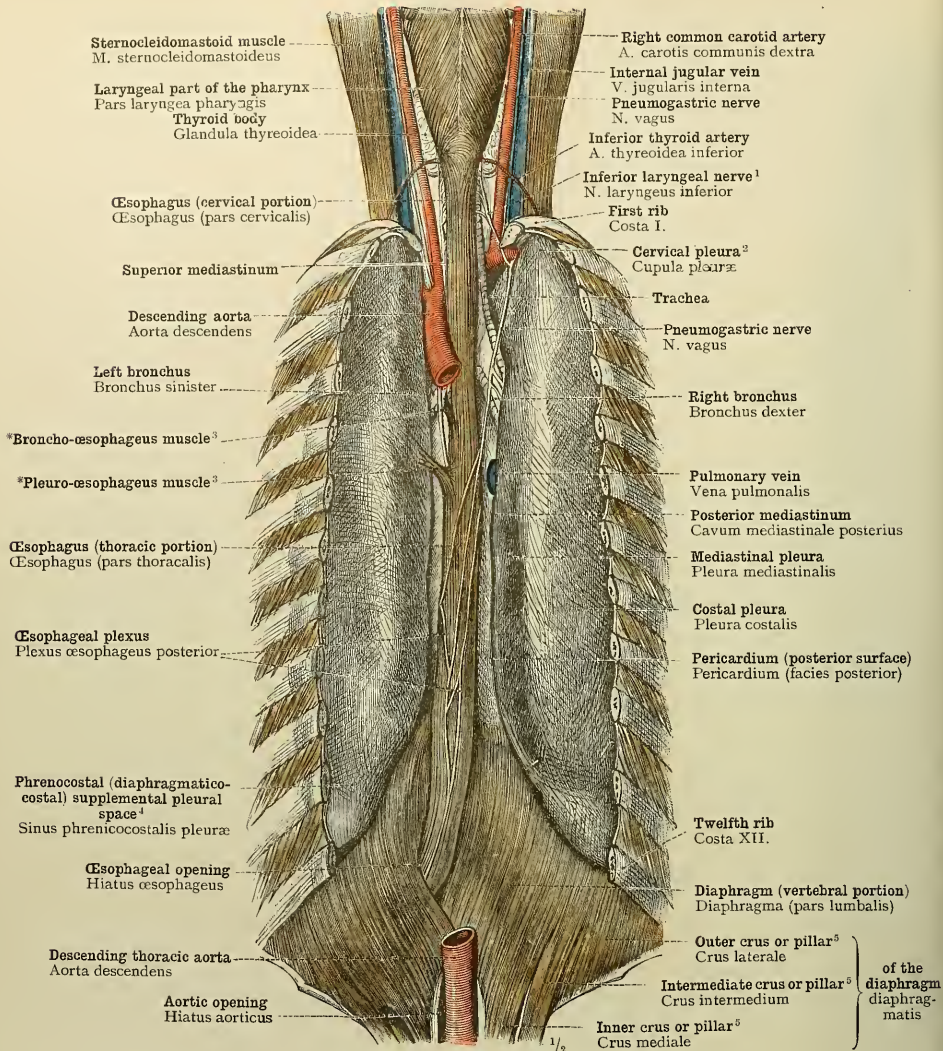 Sternocleidomastoid muscle
M. sternocleidomastoideus
Laryngeal part of the pharynx
Pars laryngea pharyngis
Thyroid body
Glandula thyreoidea
Œsophagus (cervical portion)
Œsophagus (pars cervicalis)
Superior mediastinum
Descending aorta
Aorta descendens
Left bronchus
Bronchus sinister
*Broncho-œsophageus muscle³
*Pleuro-œsophageus muscle³
Œsophagus (thoracic portion)
Œsophagus (pars thoracalis)
Œsophageal plexus
Plexus œsophageus posterior
Phrenocostal (diaphragmatico-
costal) supplemental pleural
space⁴
Sinus phrenicocostalis pleuræ
Œsophageal opening
Hiatus œsophageus
Descending thoracic aorta
Aorta descendens
Aortic opening
Hiatus aorticus
Right common carotid artery
A. carotis communis dextra
Internal jugular vein
V. jugularis interna
Pneumogastric nerve
N. vagus
Inferior thyroid artery
A. thyreoidea inferior
Inferior laryngeal nerve¹
N. laryngeus inferior
First rib
Costa I.
Cervical pleura²
Cupula pleuræ
Trachea
Pneumogastric nerve
N. vagus
Right bronchus
Bronchus dexter
Pulmonary vein
Vena pulmonalis
Posterior mediastinum
Cavum mediastinale posterius
Mediastinal pleura
Pleura mediastinalis
Costal pleura
Pleura costalis
Pericardium (posterior surface)
Pericardium (facies posterior)
Twelfth rib
Costa XII.
Diaphragm (vertebral portion)
Diaphragma (pars lumbalis)
Outer crus or pillar⁵
Crus laterale
Intermediate crus or pillar⁵
Crus intermedium
Inner crus or pillar⁵
Crus mediale
of the
diaphragm
diaphrag-
matis
1/2